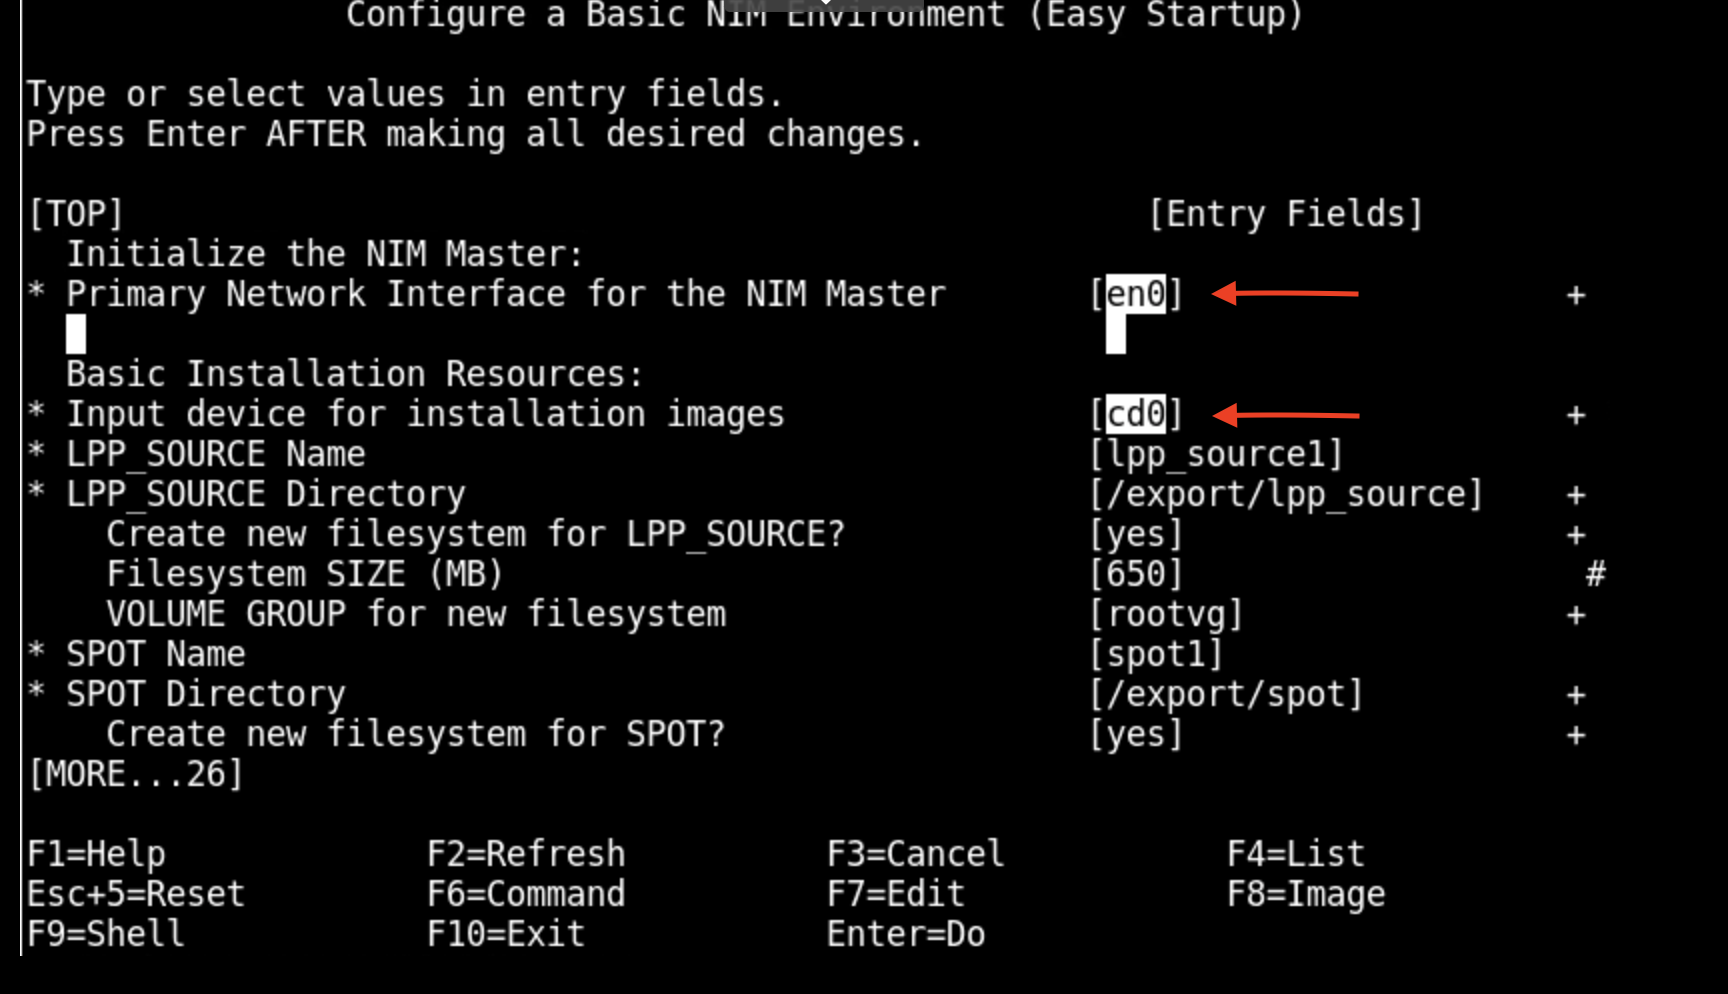 Configure a Basic NIM Environment (Easy Startup)
Type or select values in entry fields.
Press Enter AFTER making all desired changes.
[TOP] [Entry Fields]
Initialize the NIM Master:
* Primary Network Interface for the NIM Master [en0] +
Basic Installation Resources:
* Input device for installation images [cd0] +
* LPP_SOURCE Name [lpp_source1]
* LPP_SOURCE Directory [/export/lpp_source] +
Create new filesystem for LPP_SOURCE? [yes] +
Filesystem SIZE (MB) [650] #
VOLUME GROUP for new filesystem [rootvg] +
* SPOT Name [spot1]
* SPOT Directory [/export/spot] +
Create new filesystem for SPOT? [yes] +
[MORE...26]
F1=Help F2=Refresh F3=Cancel F4=List
Esc+5=Reset F6=Command F7=Edit F8=Image
F9=Shell F10=Exit Enter=Do